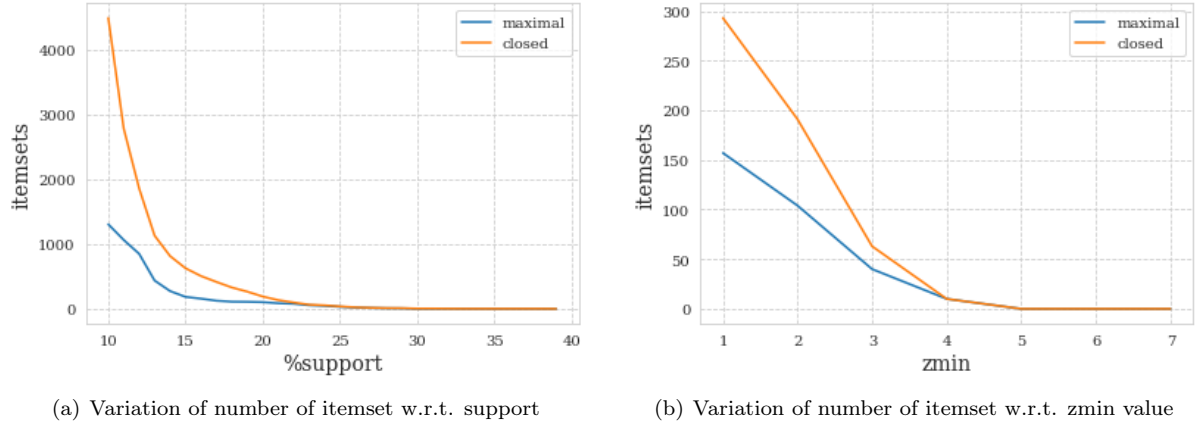 maximal
closed
4000
3000
2000
1000
0
itemsets
10 15 20 25 30 35 40
%support
(a) Variation of number of itemset w.r.t. support
maximal
closed
300
250
200
150
100
50
0
itemsets
1 2 3 4 5 6 7
zmin
(b) Variation of number of itemset w.r.t. zmin value